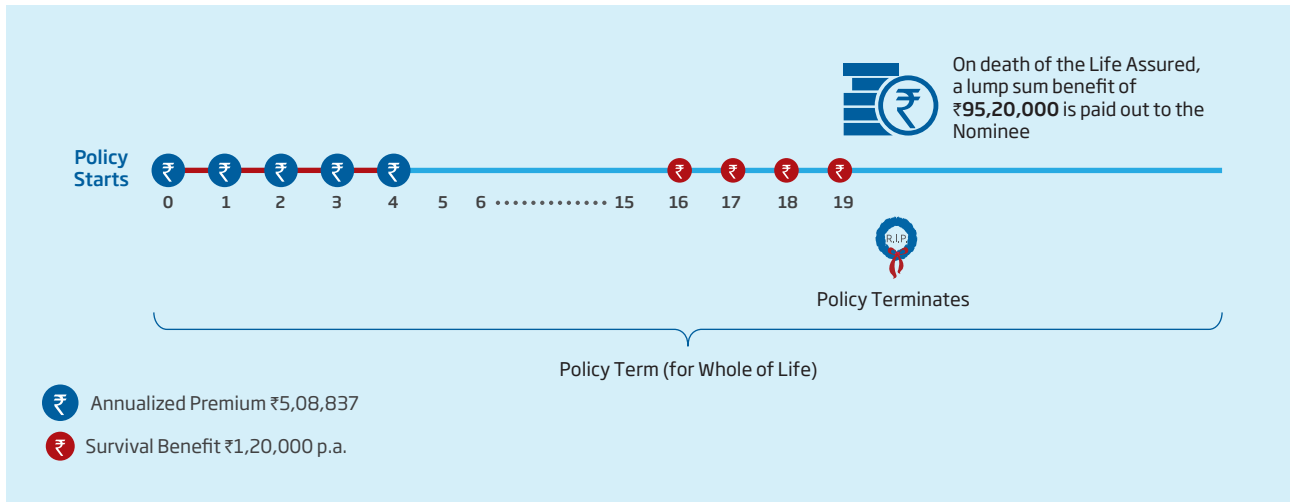 On death of the Life Assured,
a lump sum benefit of
₹95,20,000 is paid out to the
Nominee
Policy
Starts
₹ ₹ ₹ ₹ ₹ ₹ ₹ ₹ ₹
0 1 2 3 4 5 6 ............. 15 16 17 18 19
R.I.P.
Policy Terminates
Policy Term (for Whole of Life)
₹ Annualized Premium ₹5,08,837
₹ Survival Benefit ₹1,20,000 p.a.